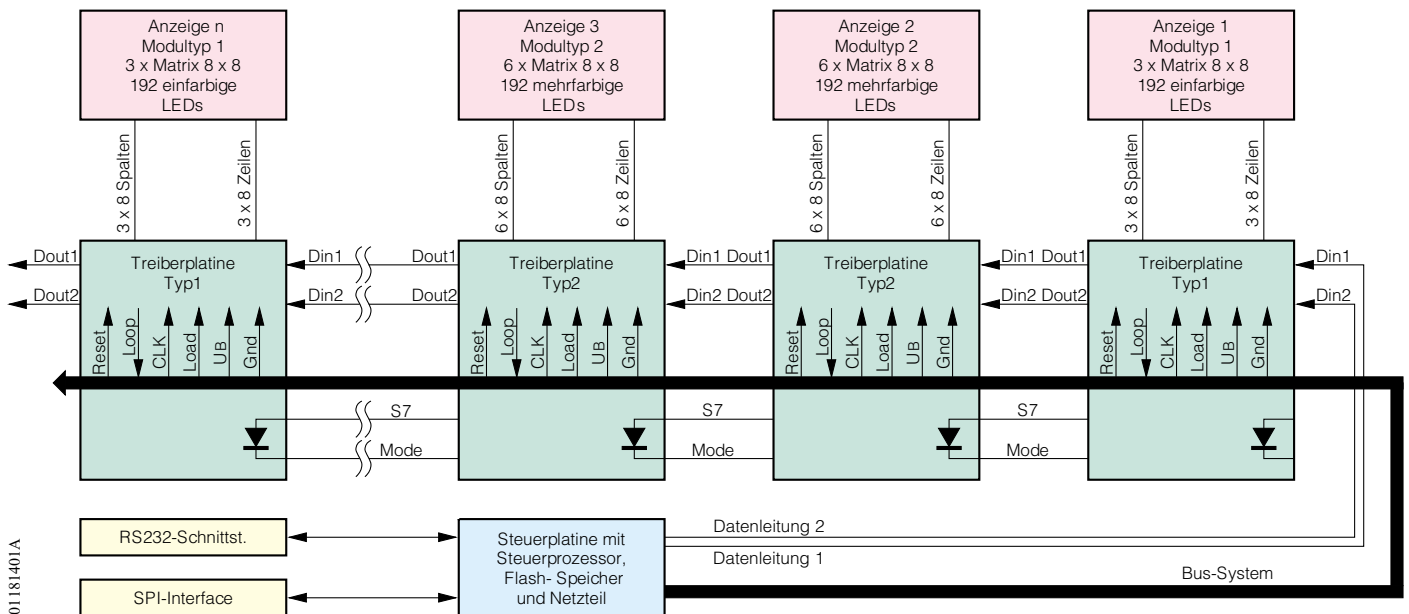 Anzeige n
Modultyp 1
3 x Matrix 8 x 8
192 einfarbige
LEDs
Anzeige 3
Modultyp 2
6 x Matrix 8 x 8
192 mehrfarbige
LEDs
Anzeige 2
Modultyp 2
6 x Matrix 8 x 8
192 mehrfarbige
LEDs
Anzeige 1
Modultyp 1
3 x Matrix 8 x 8
192 einfarbige
LEDs
3 x 8 Spalten
3 x 8 Zeilen
6 x 8 Spalten
6 x 8 Zeilen
6 x 8 Spalten
6 x 8 Zeilen
3 x 8 Spalten
3 x 8 Zeilen
Dout1
Dout2
Treiberplatine
Typ1
Reset
Loop
CLK
Load
UB
Gnd
Din1
Din2
Dout1
Dout2
Treiberplatine
Typ2
Reset
Loop
CLK
Load
UB
Gnd
Din1 Dout1
Din2 Dout2
Treiberplatine
Typ2
Reset
Loop
CLK
Load
UB
Gnd
Din1 Dout1
Din2 Dout2
Treiberplatine
Typ1
Reset
Loop
CLK
Load
UB
Gnd
Din1
Din2
S7
Mode
S7
Mode
S7
Mode
RS232-Schnittst.
SPI-Interface
Steuerplatine mit
Steuerprozessor,
Flash- Speicher
und Netzteil
Datenleitung 2
Datenleitung 1
Bus-System
01181401A